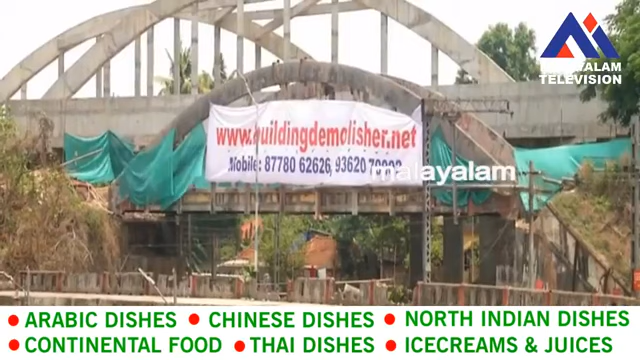 MALAYALAM
TELEVISION
www.buildingdemolisher.net
Mobile: 87780 62626, 93620
malayalam
• ARABIC DISHES • CHINESE DISHES • NORTH INDIAN DISHES
• CONTINENTAL FOOD • THAI DISHES • ICECREAMS & JUICES